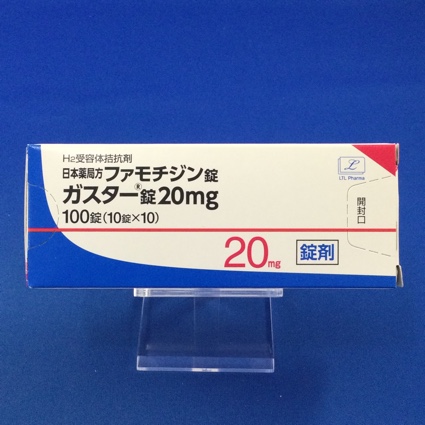 H2受容体拮抗剤
日本薬局方 ファモチジン錠
ガスター®錠20mg
100錠(10錠×10)
20mg
錠剤
L
LTL Pharma
開封口